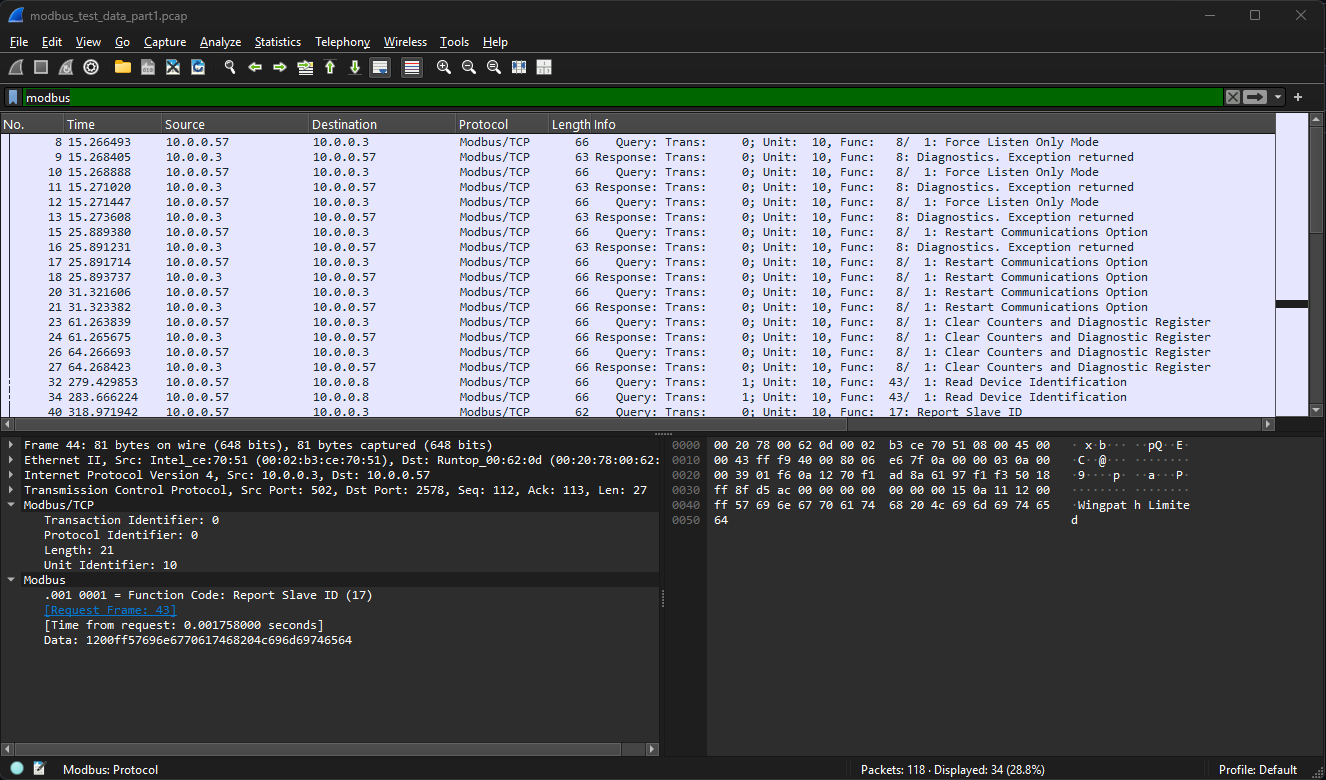 modbus_test_data_part1.pcap
File Edit View Go Capture Analyze Statistics Telephony Wireless Tools Help
modbus
No. Time Source Destination Protocol Length Info
8 15.266493 10.0.0.57 10.0.0.3 Modbus/TCP 66 Query: Trans: 0; Unit: 10, Func: 8/ 1: Force Listen Only Mode
9 15.268405 10.0.0.3 10.0.0.57 Modbus/TCP 63 Response: Trans: 0; Unit: 10, Func: 8: Diagnostics. Exception returned
10 15.268888 10.0.0.57 10.0.0.3 Modbus/TCP 66 Query: Trans: 0; Unit: 10, Func: 8/ 1: Force Listen Only Mode
11 15.271020 10.0.0.3 10.0.0.57 Modbus/TCP 63 Response: Trans: 0; Unit: 10, Func: 8: Diagnostics. Exception returned
12 15.271447 10.0.0.57 10.0.0.3 Modbus/TCP 66 Query: Trans: 0; Unit: 10, Func: 8/ 1: Force Listen Only Mode
13 15.273608 10.0.0.3 10.0.0.57 Modbus/TCP 63 Response: Trans: 0; Unit: 10, Func: 8: Diagnostics. Exception returned
15 25.889380 10.0.0.57 10.0.0.3 Modbus/TCP 66 Query: Trans: 0; Unit: 10, Func: 8/ 1: Restart Communications Option
16 25.891231 10.0.0.3 10.0.0.57 Modbus/TCP 63 Response: Trans: 0; Unit: 10, Func: 8: Diagnostics. Exception returned
17 25.891714 10.0.0.57 10.0.0.3 Modbus/TCP 66 Query: Trans: 0; Unit: 10, Func: 8/ 1: Restart Communications Option
18 25.893737 10.0.0.3 10.0.0.57 Modbus/TCP 66 Response: Trans: 0; Unit: 10, Func: 8/ 1: Restart Communications Option
20 31.321606 10.0.0.57 10.0.0.3 Modbus/TCP 66 Query: Trans: 0; Unit: 10, Func: 8/ 1: Restart Communications Option
21 31.323382 10.0.0.3 10.0.0.57 Modbus/TCP 66 Response: Trans: 0; Unit: 10, Func: 8/ 1: Restart Communications Option
23 61.263839 10.0.0.57 10.0.0.3 Modbus/TCP 66 Query: Trans: 0; Unit: 10, Func: 8/ 1: Clear Counters and Diagnostic Register
24 61.265675 10.0.0.3 10.0.0.57 Modbus/TCP 66 Response: Trans: 0; Unit: 10, Func: 8/ 1: Clear Counters and Diagnostic Register
26 64.266693 10.0.0.57 10.0.0.3 Modbus/TCP 66 Query: Trans: 0; Unit: 10, Func: 8/ 1: Clear Counters and Diagnostic Register
27 64.268423 10.0.0.3 10.0.0.57 Modbus/TCP 66 Response: Trans: 0; Unit: 10, Func: 8/ 1: Clear Counters and Diagnostic Register
32 279.429853 10.0.0.57 10.0.0.8 Modbus/TCP 66 Query: Trans: 1; Unit: 10, Func: 43/ 1: Read Device Identification
34 283.666224 10.0.0.57 10.0.0.8 Modbus/TCP 66 Query: Trans: 1; Unit: 10, Func: 43/ 1: Read Device Identification
40 318.971942 10.0.0.57 10.0.0.3 Modbus/TCP 62 Query: Trans: 0; Unit: 10, Func: 17: Report Slave ID
Frame 44: 81 bytes on wire (648 bits), 81 bytes captured (648 bits)
Ethernet II, Src: Intel_ce:70:51 (00:02:b3:ce:70:51), Dst: Runtop_00:62:0d (00:20:78:00:62:
Internet Protocol Version 4, Src: 10.0.0.3, Dst: 10.0.0.57
Transmission Control Protocol, Src Port: 502, Dst Port: 2578, Seq: 112, Ack: 113, Len: 27
Modbus/TCP
Transaction Identifier: 0
Protocol Identifier: 0
Length: 21
Unit Identifier: 10
Modbus
.001 0001 = Function Code: Report Slave ID (17)
[Request Frame: 43]
[Time from request: 0.001758000 seconds]
Data: 1200ff57696e6770617468204c696d69746564
0000 00 20 78 00 62 0d 00 02 b3 ce 70 51 08 00 45 00 · x·b··· ··pQ··E·
0010 00 43 ff f9 40 00 80 06 e6 7f 0a 00 00 03 0a 00 ·C··@··· ········
0020 00 39 01 f6 0a 12 70 f1 ad 8a 61 97 f1 f3 50 18 ·9····p· ··a···P·
0030 ff 8f d5 ac 00 00 00 00 00 00 00 15 0a 11 12 00 ········ ········
0040 ff 57 69 6e 67 70 61 74 68 20 4c 69 6d 69 74 65 ·Wingpat h Limite
0050 64 d
Modbus: Protocol
Packets: 118 · Displayed: 34 (28.8%)
Profile: Default